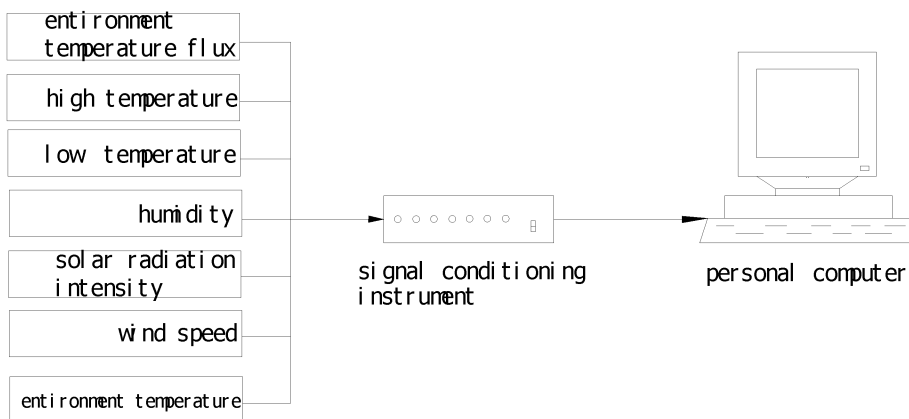 entironment
temperature flux
high temperature
low temperature
humidity
solar radiation
intensity
wind speed
entironment temperature
signal conditioning
instrument
personal computer